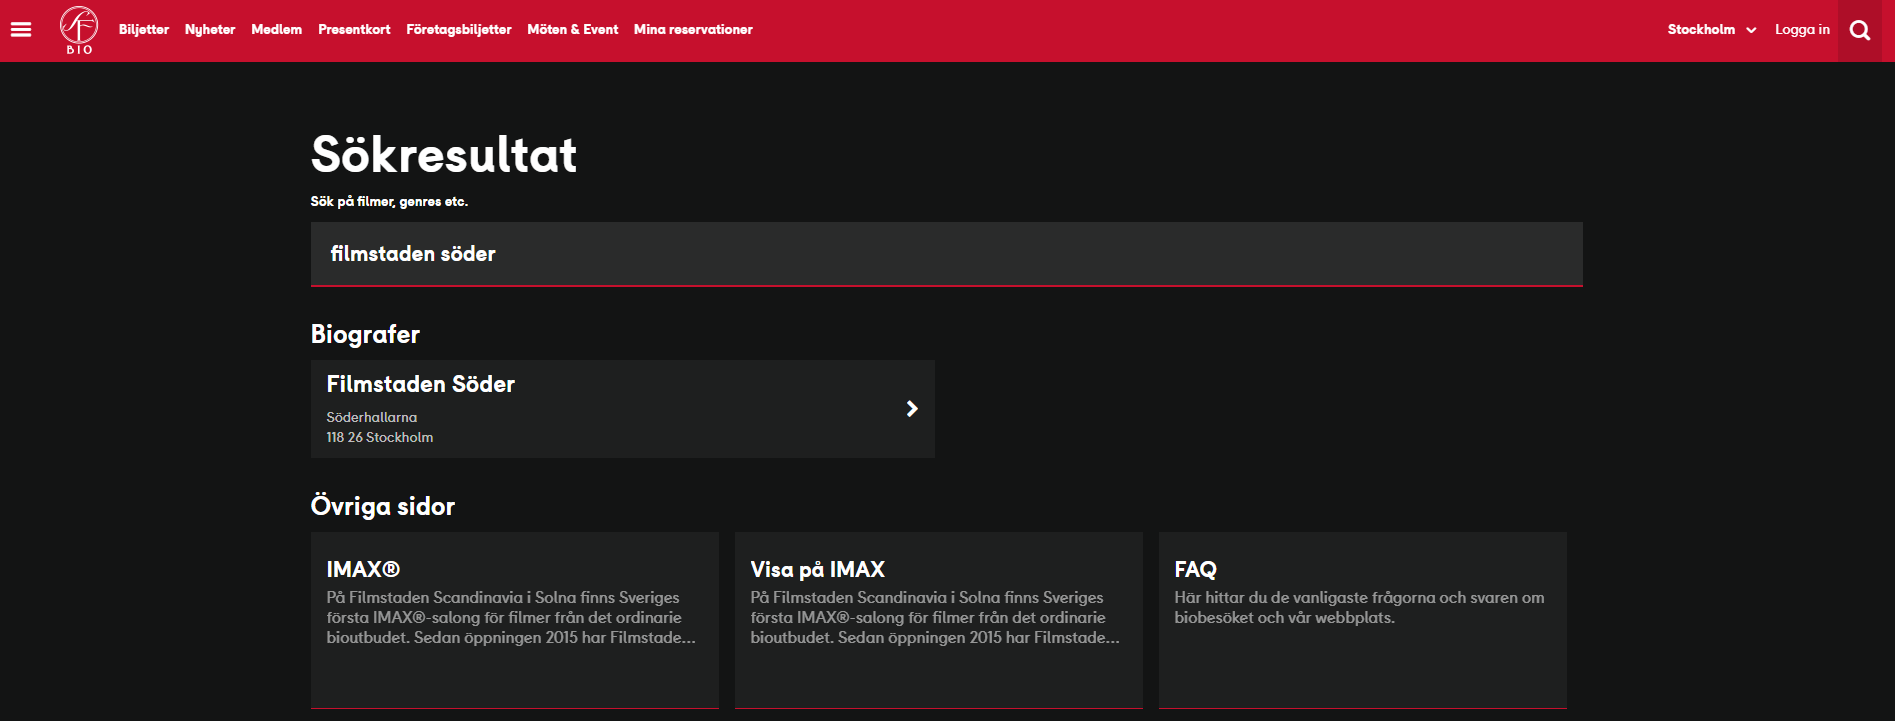 SF
BIO
Biljetter Nyheter Medlem Presentkort Företagsbiljetter Möten & Event Mina reservationer
Stockholm Logga in
Sökresultat
Sök på filmer, genres etc.
filmstaden söder
Biografer
Filmstaden Söder
Söderhallarna
118 26 Stockholm
Övriga sidor
IMAX®
På Filmstaden Scandinavia i Solna finns Sveriges
första IMAX®-salong för filmer från det ordinarie
bioutbudet. Sedan öppningen 2015 har Filmstade...
Visa på IMAX
På Filmstaden Scandinavia i Solna finns Sveriges
första IMAX®-salong för filmer från det ordinarie
bioutbudet. Sedan öppningen 2015 har Filmstade...
FAQ
Här hittar du de vanligaste frågorna och svaren om
biobesöket och vår webbplats.